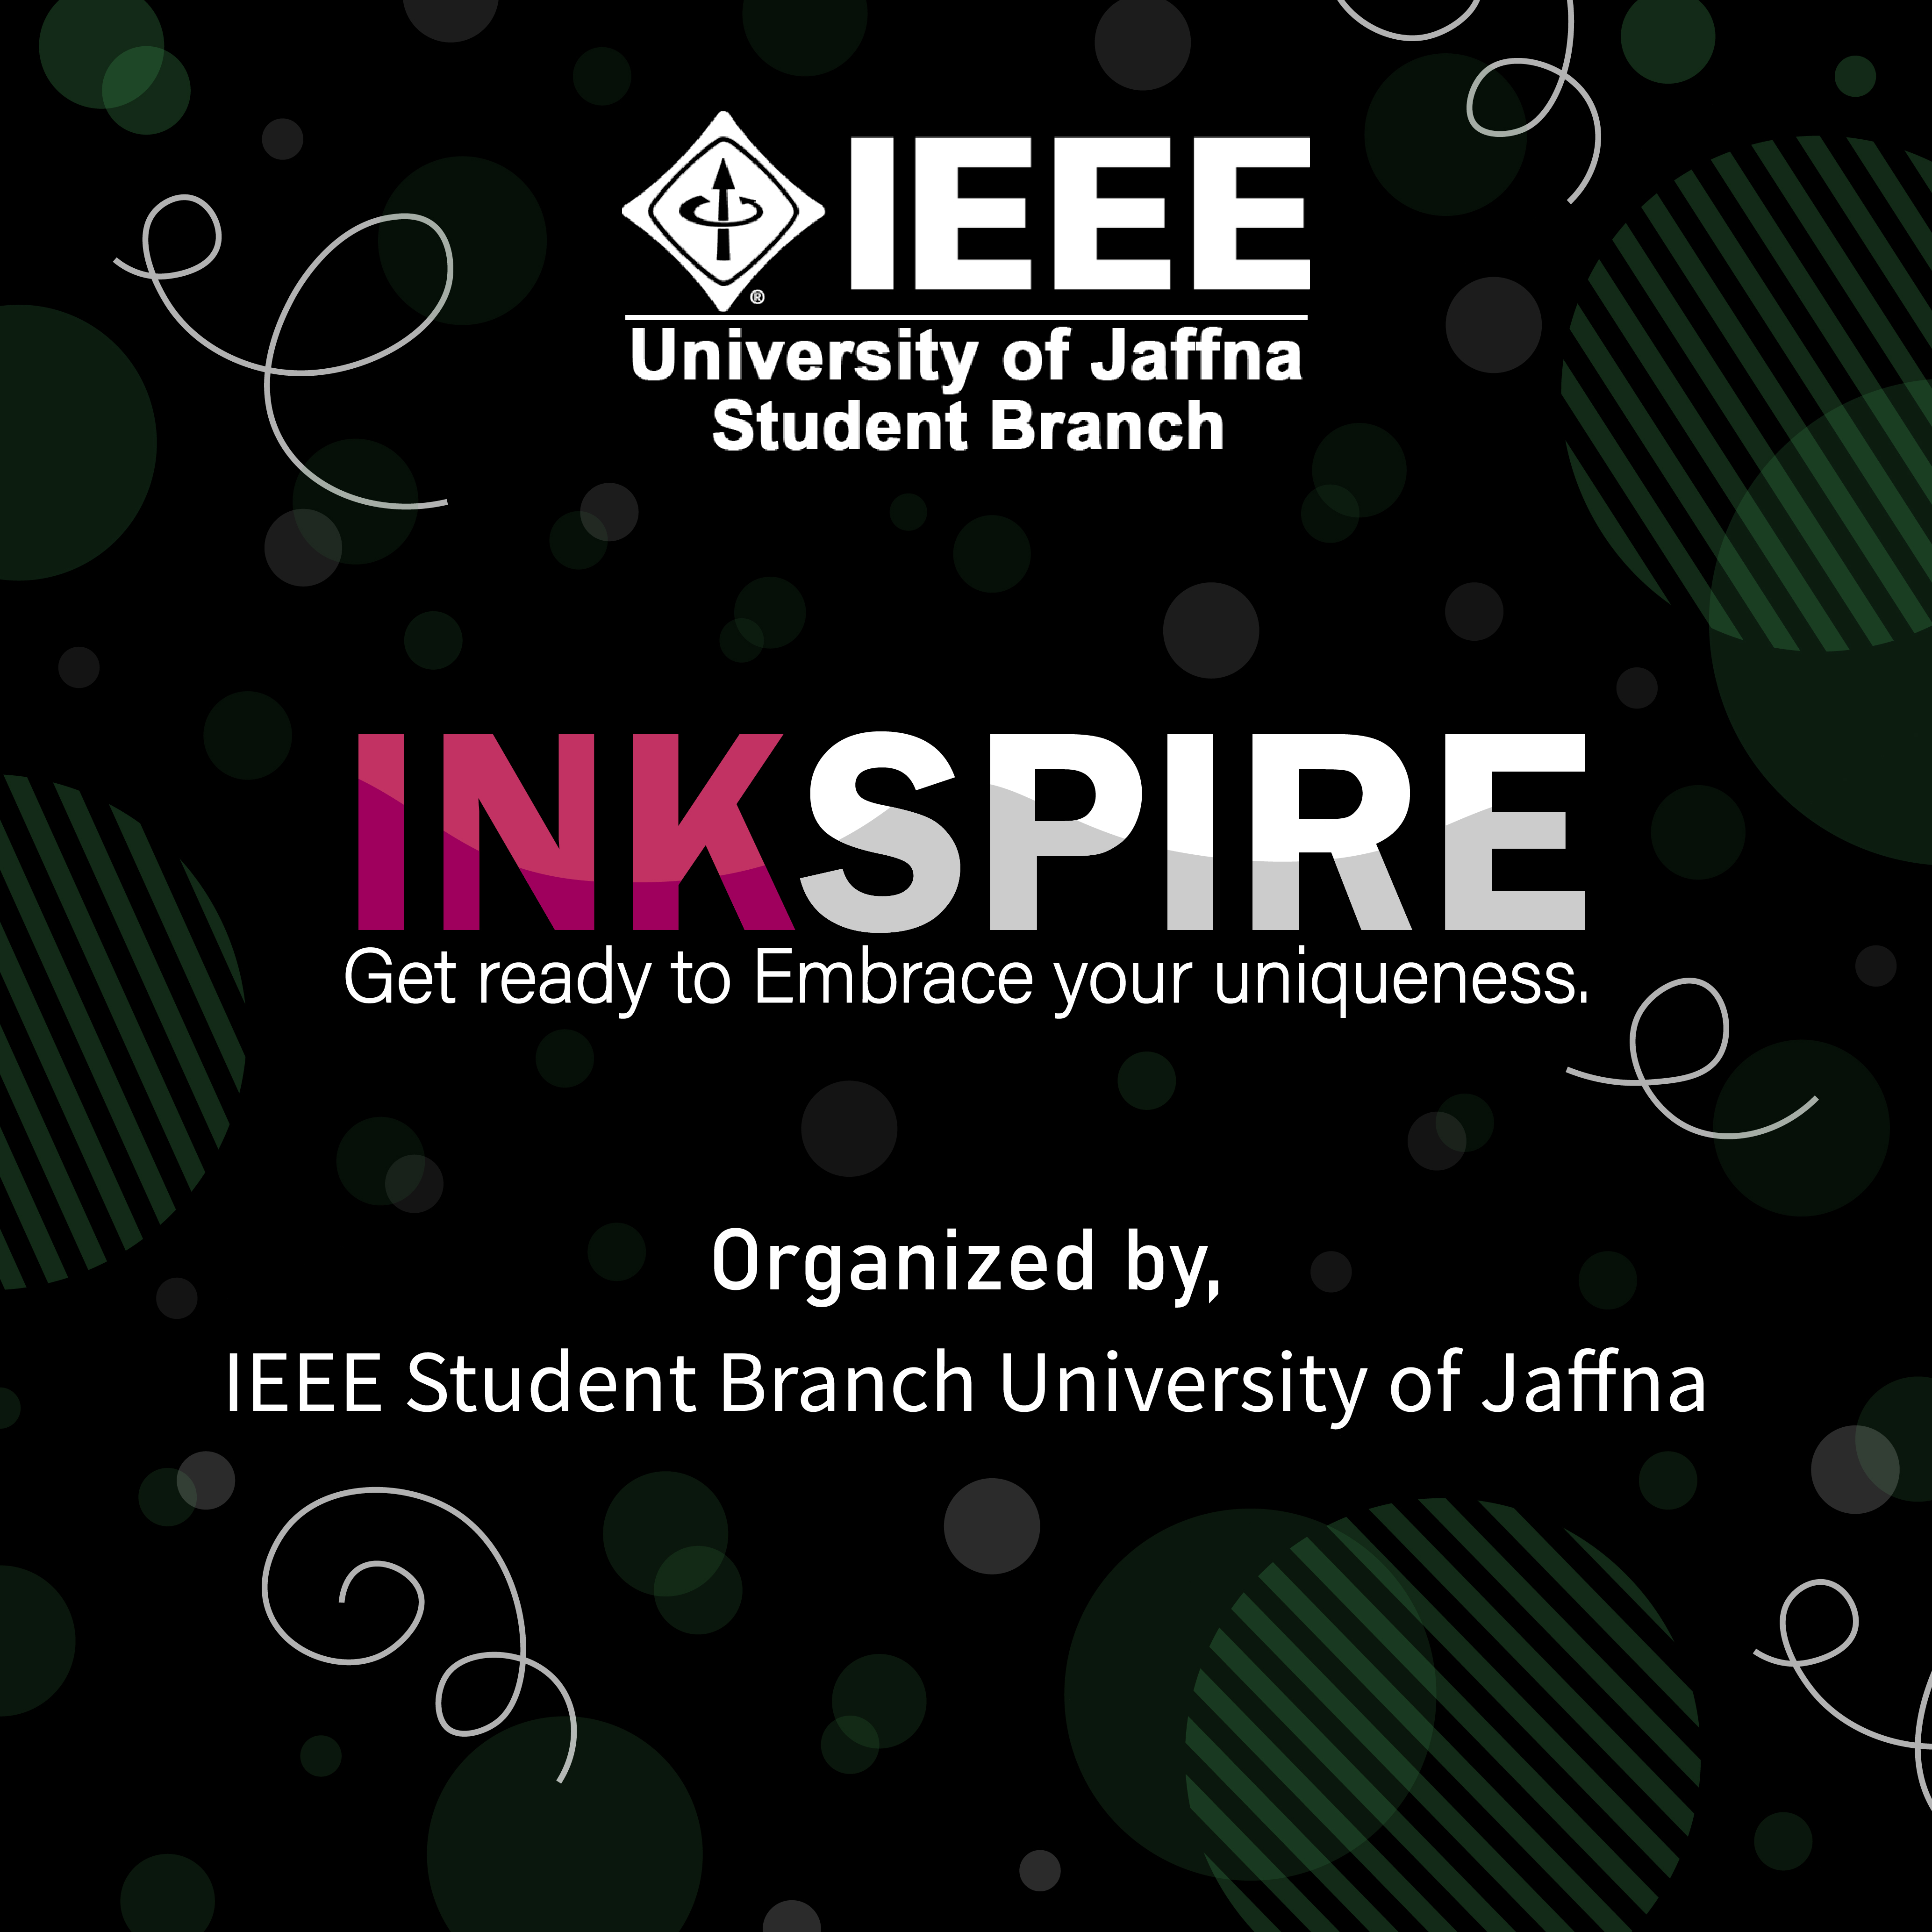 IEEE
®
University of Jaffna
Student Branch
INKSPIRE
Get ready to Embrace your uniqueness.
Organized by,
IEEE Student Branch University of Jaffna